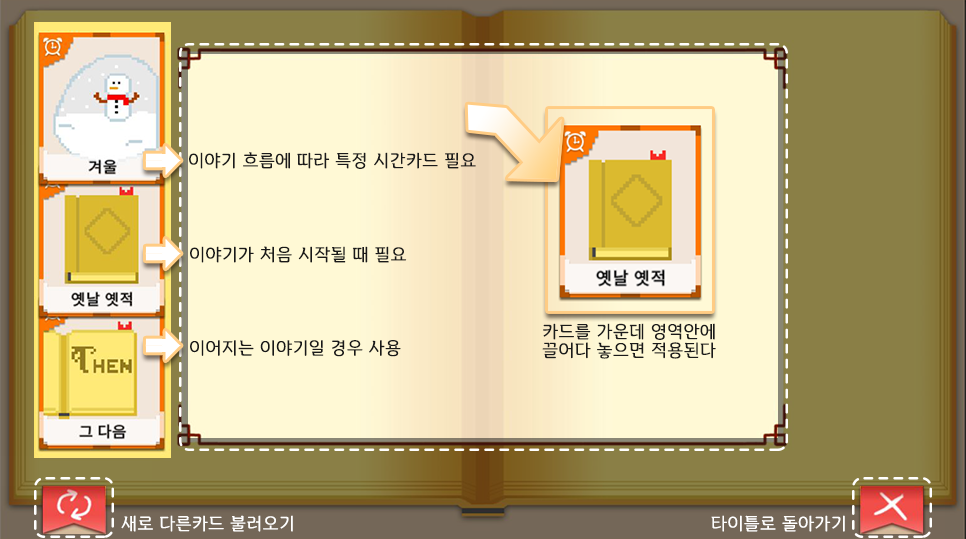 겨울
이야기 흐름에 따라 특정 시간카드 필요
옛날 옛적
이야기가 처음 시작될 때 필요
THEN
그 다음
이어지는 이야기일 경우 사용
옛날 옛적
카드를 가운데 영역안에
끌어다 놓으면 적용된다
새로 다른카드 불러오기
타이틀로 돌아가기